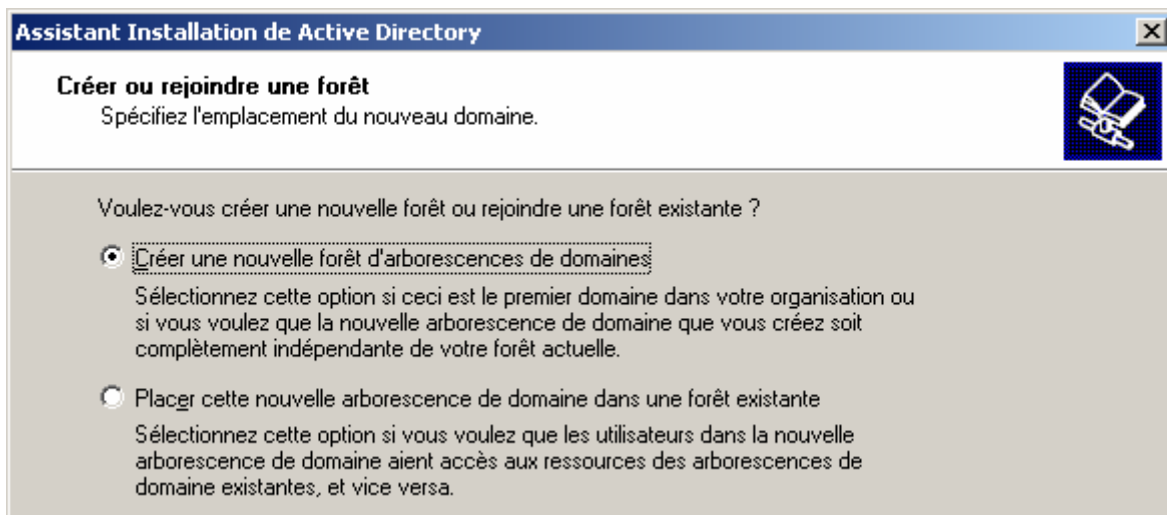 Assistant Installation de Active Directory
Créer ou rejoindre une forêt
Spécifiez l'emplacement du nouveau domaine.
Voulez-vous créer une nouvelle forêt ou rejoindre une forêt existante ?
Créer une nouvelle forêt d'arborescences de domaines
Sélectionnez cette option si ceci est le premier domaine dans votre organisation ou
si vous voulez que la nouvelle arborescence de domaine que vous créez soit
complètement indépendante de votre forêt actuelle.
Placer cette nouvelle arborescence de domaine dans une forêt existante
Sélectionnez cette option si vous voulez que les utilisateurs dans la nouvelle
arborescence de domaine aient accès aux ressources des arborescences de
domaine existantes, et vice versa.